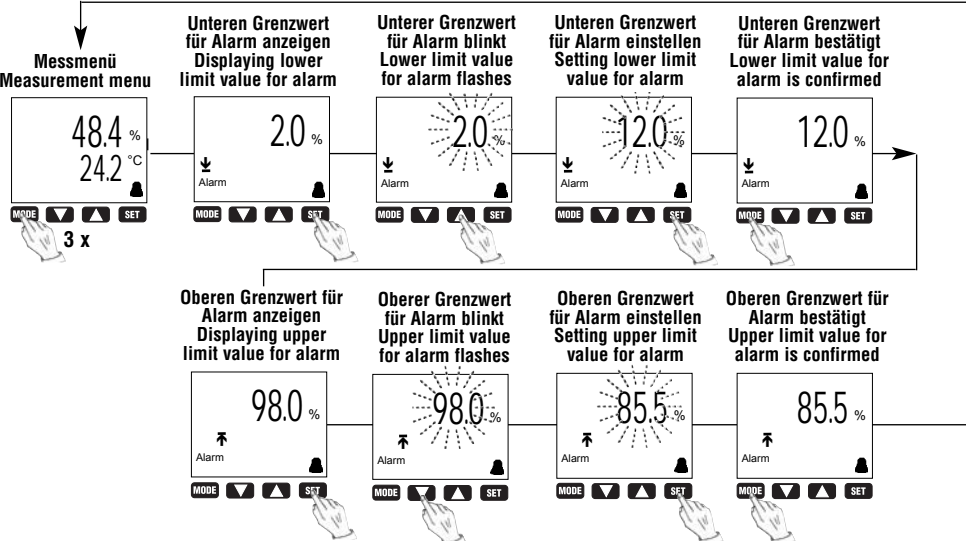 Messmenü
Measurement menu
48.4 %
24.2 °C
MODE SET
3 x
Unteren Grenzwert
für Alarm anzeigen
Displaying lower
limit value for alarm
2.0 %
Alarm
MODE SET
Unterer Grenzwert
für Alarm blinkt
Lower limit value
for alarm flashes
2.0 %
Alarm
MODE SET
Unteren Grenzwert
für Alarm einstellen
Setting lower limit
value for alarm
12.0 %
Alarm
MODE SET
Unteren Grenzwert
für Alarm bestätigt
Lower limit value for
alarm is confirmed
12.0 %
Alarm
MODE SET
Oberen Grenzwert für
Alarm anzeigen
Displaying upper
limit value for alarm
98.0 %
Alarm
MODE SET
Oberer Grenzwert
für Alarm blinkt
Upper limit value
for alarm flashes
98.0 %
Alarm
MODE SET
Oberen Grenzwert
für Alarm einstellen
Setting upper limit
value for alarm
85.5 %
Alarm
MODE SET
Oberen Grenzwert für
Alarm bestätigt
Upper limit value for
alarm is confirmed
85.5 %
Alarm
MODE SET